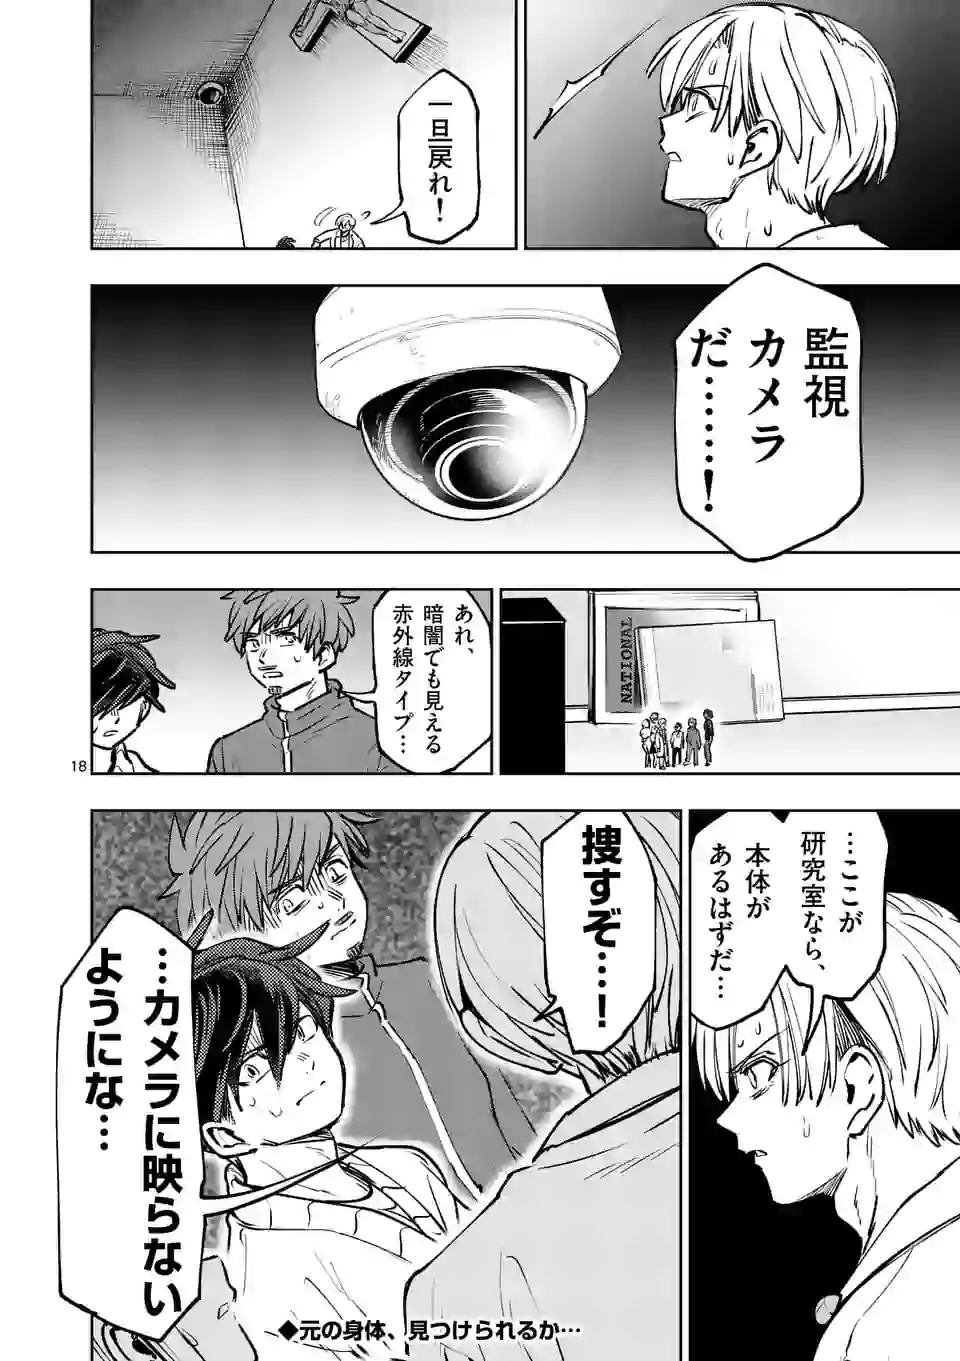 一旦戻れ!
監視
カメラ
だ………!
NATIONAL
あれ、
暗闇でも見える
赤外線タイプ…
18
…ここが
研究室なら、
本体が
あるはずだ…
捜すぞ……!
…カメラに映らない
ようにな…
◆元の身体、見つけられるか…